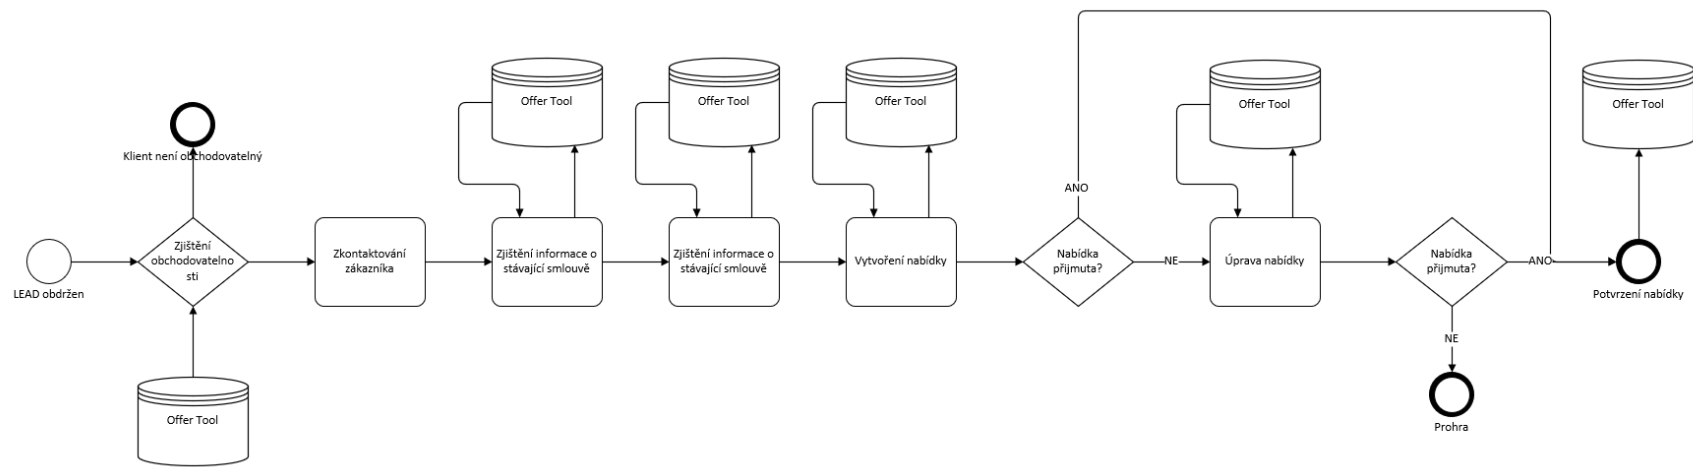 Offer Tool
Offer Tool
Offer Tool
Offer Tool
Offer Tool
Klient není obchodovatelný
ANO
LEAD obdržen
Zjištění
obchodovatelno
sti
Zkontaktování
zákazníka
Zjištění informace o
stávající smlouvě
Zjištění informace o
stávající smlouvě
Vytvoření nabídky
Nabídka
přijmuta?
NE
Úprava nabídky
Nabídka
přijmuta?
ANO
Potvrzení nabídky
NE
Offer Tool
Prohra